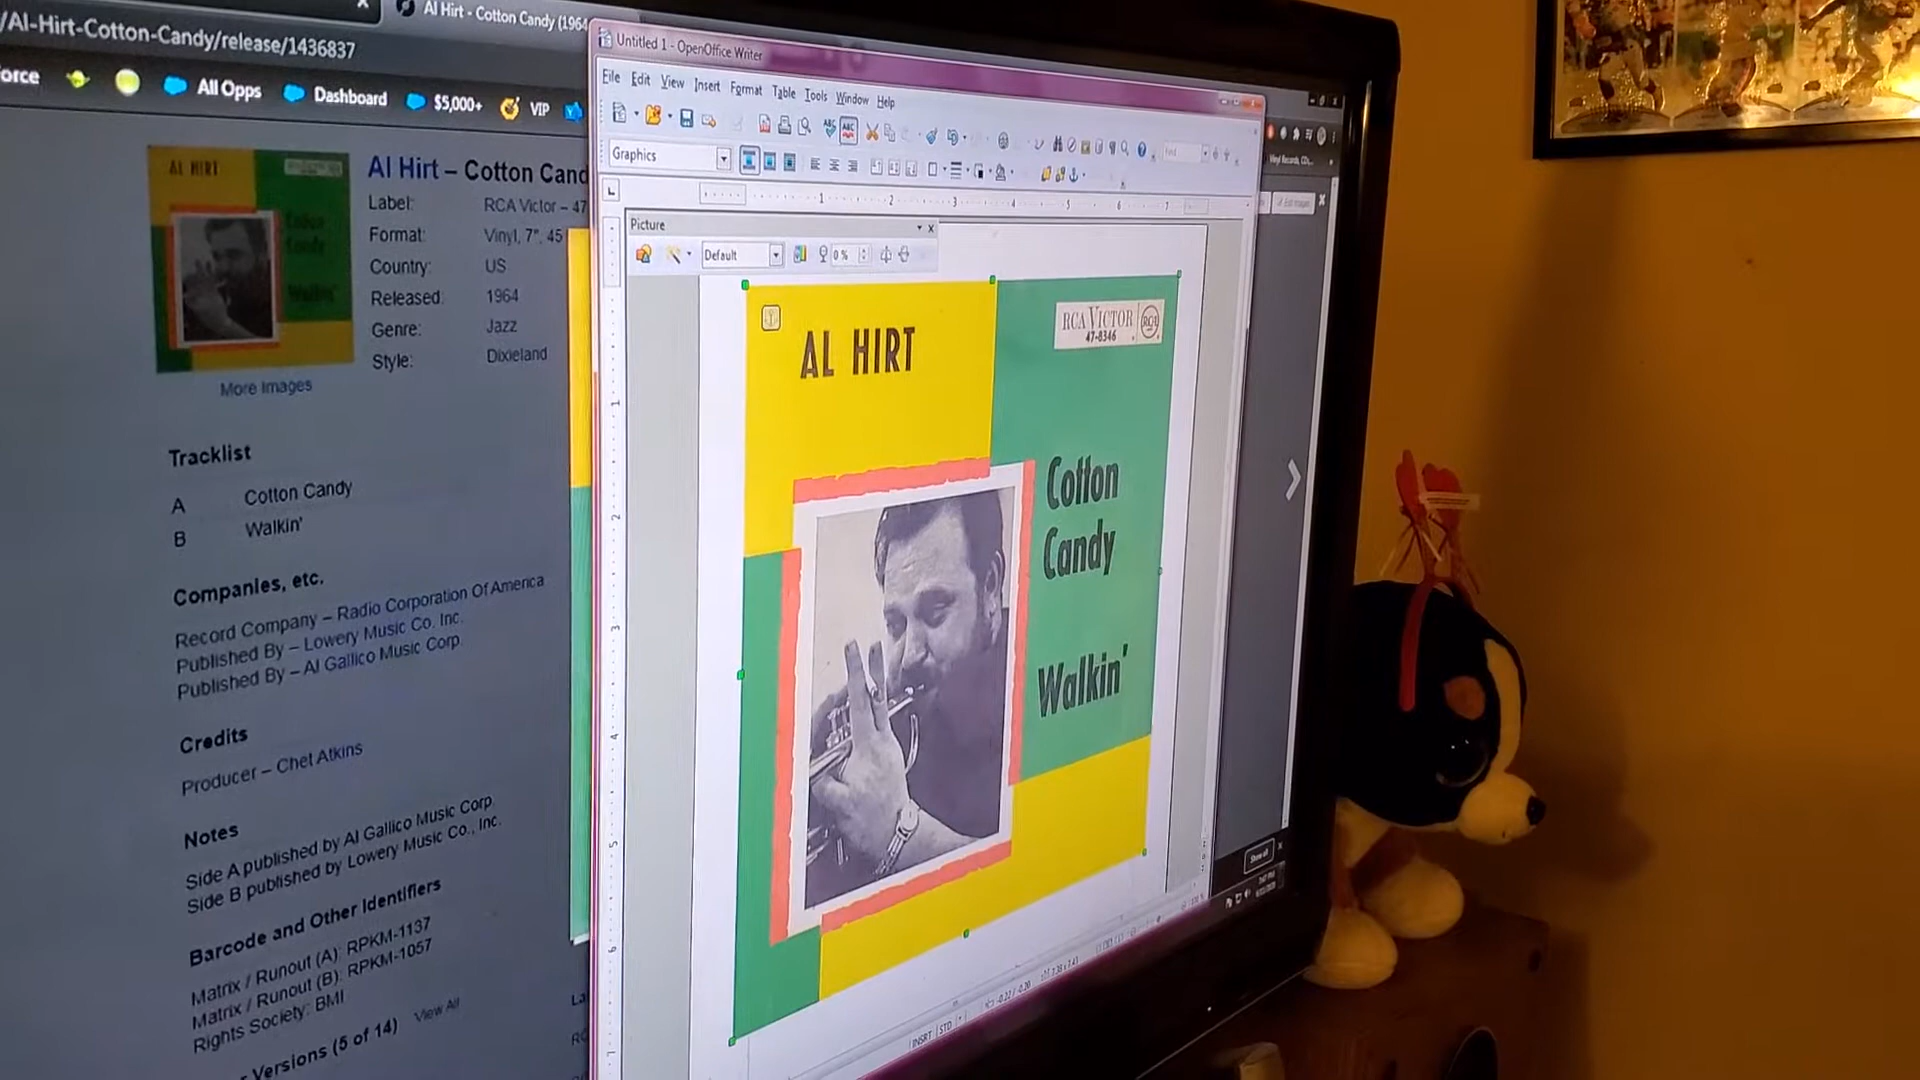 /Al-Hirt-Cotton-Candy/release/1436837
Al Hirt - Cotton Candy (1964
orce
All Opps
Dashboard
$5,000+
VIP
AL HIRT
Al Hirt – Cotton Cand
Label:
RCA Victor – 47
Format:
Vinyl, 7", 45
Country:
US
Released:
1964
Genre:
Jazz
Style:
Dixieland
More Images
Tracklist
A
Cotton Candy
B
Walkin'
Companies, etc.
Record Company – Radio Corporation Of America
Published By – Lowery Music Co. Inc.
Published By – Al Gallico Music Corp.
Credits
Producer – Chet Atkins
Notes
Side A published by Al Gallico Music Corp.
Side B published by Lowery Music Co., Inc.
Barcode and Other Identifiers
Matrix / Runout (A): RPKM-1137
Matrix / Runout (B): RPKM-1057
Rights Society: BMI
Versions (5 of 14)
View All
Untitled 1 - OpenOffice Writer
File Edit View Insert Format Table Tools Window Help
Graphics
Picture
Default
0 %
AL HIRT
RCA VICTOR
47-8346
Cotton
Candy
Walkin'
INSRT
STD
Show all